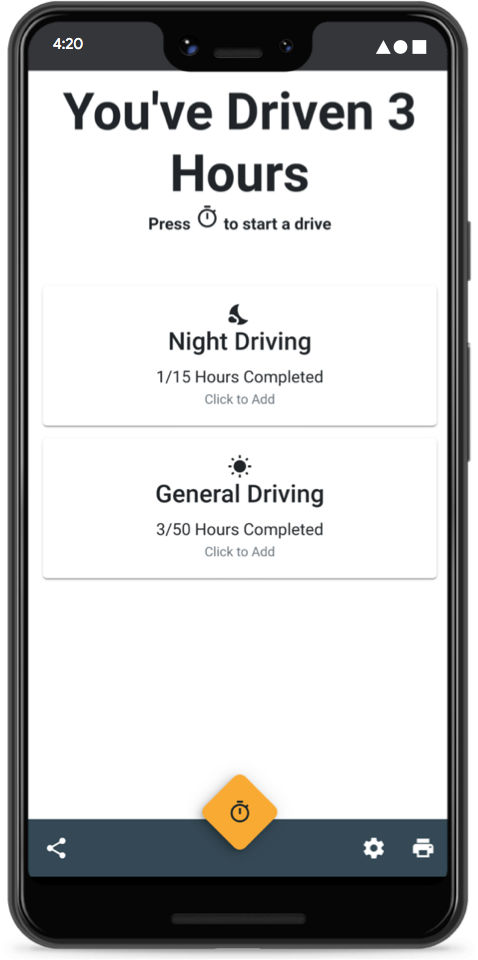 4:20
You've Driven 3
Hours
Press to start a drive
Night Driving
1/15 Hours Completed
Click to Add
General Driving
3/50 Hours Completed
Click to Add